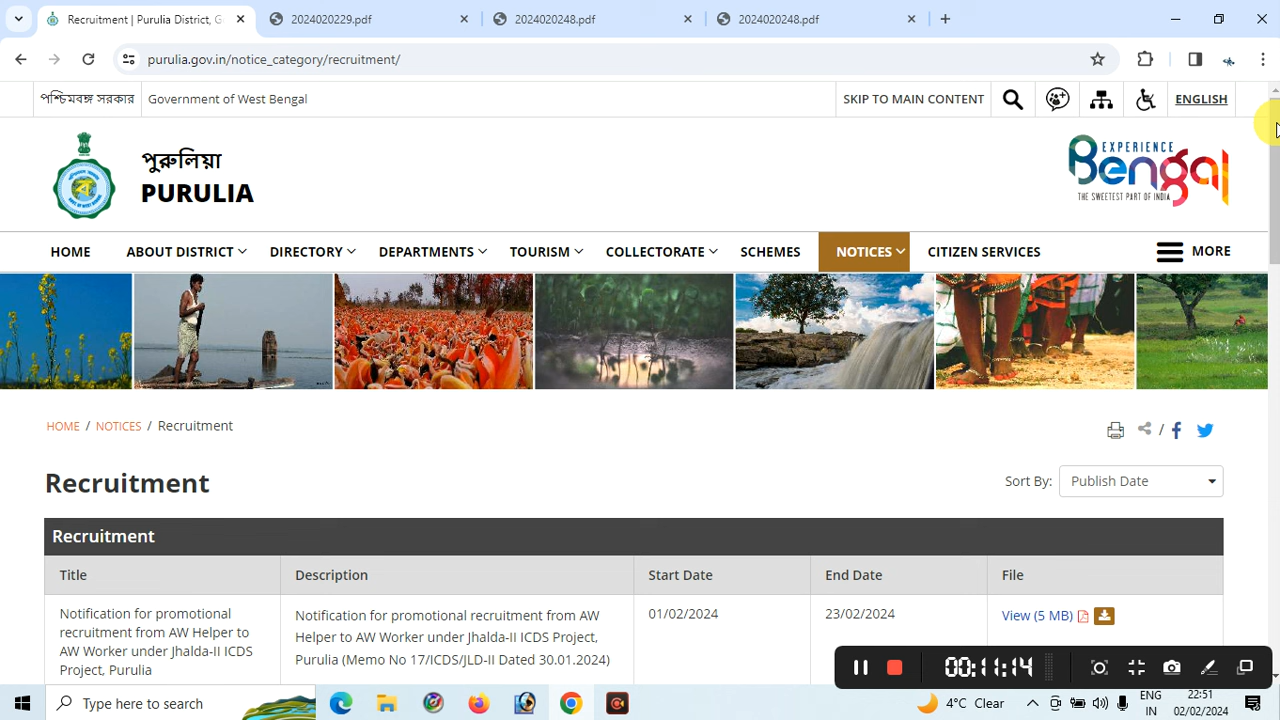 Recruitment | Purulia District, G
2024020229.pdf
2024020248.pdf
2024020248.pdf
purulia.gov.in/notice_category/recruitment/
পশ্চিমবঙ্গ সরকার
Government of West Bengal
SKIP TO MAIN CONTENT
ENGLISH
পুরুলিয়া
PURULIA
EXPERIENCE
Bengal
THE SWEETEST PART OF INDIA
HOME
ABOUT DISTRICT
DIRECTORY
DEPARTMENTS
TOURISM
COLLECTORATE
SCHEMES
NOTICES
CITIZEN SERVICES
MORE
HOME / NOTICES / Recruitment
Recruitment
Sort By: Publish Date
Recruitment
Title
Description
Start Date
End Date
File
Notification for promotional
recruitment from AW Helper to
AW Worker under Jhalda-II ICDS
Project, Purulia
Notification for promotional recruitment from AW
Helper to AW Worker under Jhalda-II ICDS Project,
Purulia (Memo No 17/ICDS/JLD-II Dated 30.01.2024)
01/02/2024
23/02/2024
View (5 MB)
00:11:14
Type here to search
4°C Clear
ENG
IN
22:51
02/02/2024